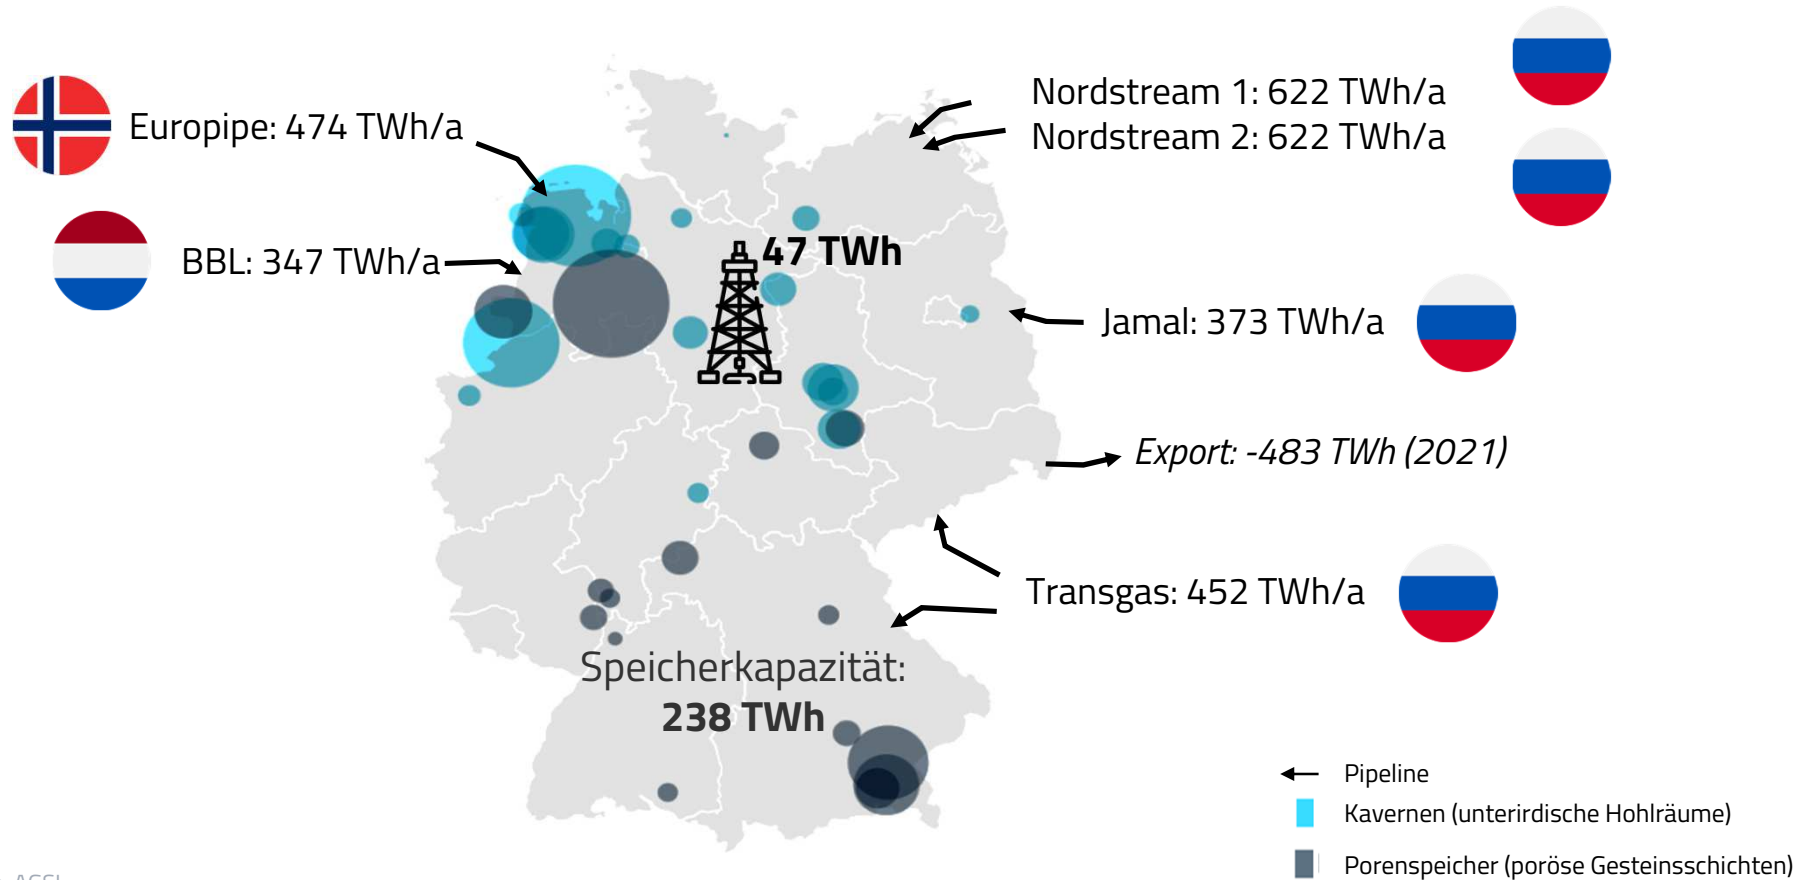 Nordstream 1: 622 TWh/a
Nordstream 2: 622 TWh/a
Europipe: 474 TWh/a
BBL: 347 TWh/a
47 TWh
Jamal: 373 TWh/a
Export: -483 TWh (2021)
Transgas: 452 TWh/a
Speicherkapazität:
238 TWh
Pipeline
Kavernen (unterirdische Hohlräume)
Porenspeicher (poröse Gesteinsschichten)